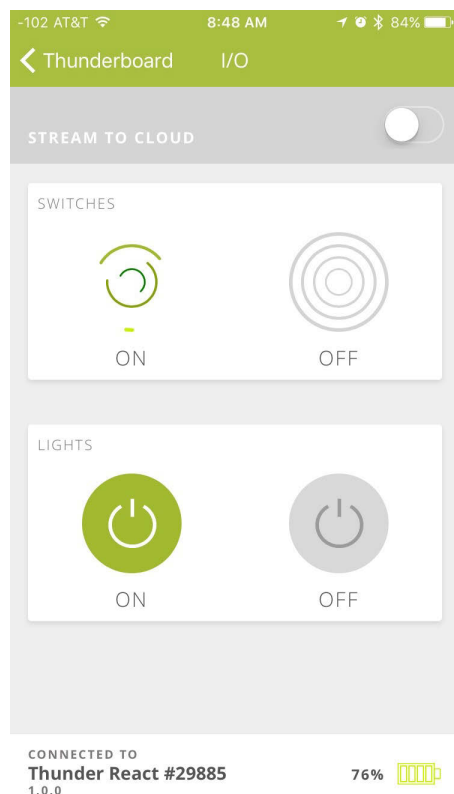 -102 AT&T 8:48 AM 84%
Thunderboard I/O
STREAM TO CLOUD
SWITCHES
ON OFF
LIGHTS
ON OFF
CONNECTED TO
Thunder React #29885 76%
1.0.0